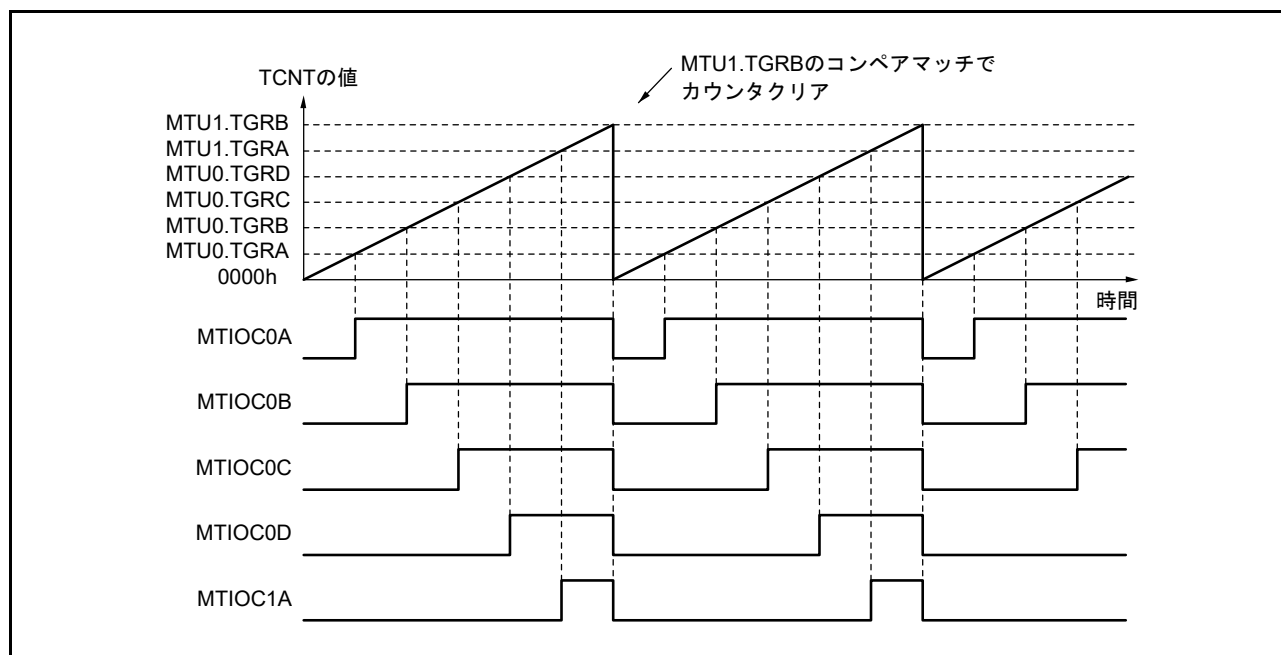 MTU1.TGRBのコンペアマッチで
カウンタクリア
TCNTの値
MTU1.TGRB
MTU1.TGRA
MTU0.TGRD
MTU0.TGRC
MTU0.TGRB
MTU0.TGRA
0000h
時間
MTIOC0A
MTIOC0B
MTIOC0C
MTIOC0D
MTIOC1A